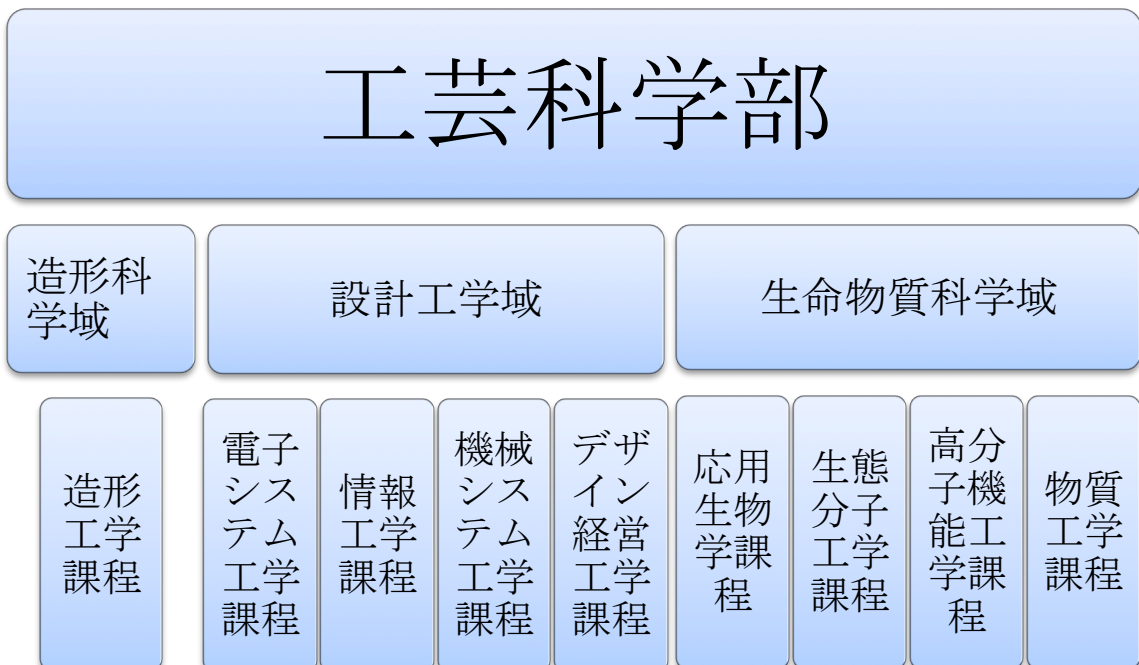 工芸科学部
造形科
学域
設計工学域
生命物質科学域
造形
工学
課程
電子
シス
テム
工学
課程
情報
工学
課程
機械
シス
テム
工学
課程
デザ
イン
経営
工学
課程
応用
生物
学課
程
生態
分子
工学
課程
高分
子機
能工
学課
程
物質
工学
課程